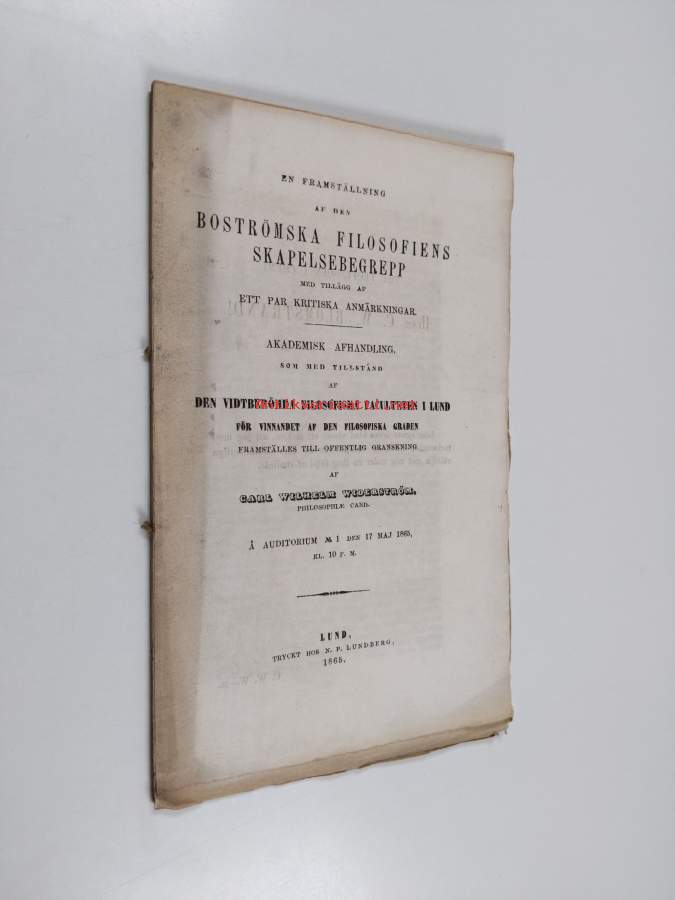 EN FRAMSTÄLLNING
AF DEN
BOSTRÖMSKA FILOSOFIENS
SKAPELSEBEGREPP
MED TILLÄGG AF
ETT PAR KRITISKA ANMÄRKNINGAR.
AKADEMISK AFHANDLING,
SOM MED TILLSTÅND
AF
DEN VIDTBERÖMDA FILOSOFISKA FACULTETEN I LUND
FÖR VINNANDET AF DEN FILOSOFISKA GRADEN
FRAMSTÄLLES TILL OFFENTLIG GRANSKNING
AF
CARL WILHELM WIDERSTRÖM,
PHILOSOPHIÆ CAND.
Å AUDITORIUM № 1 DEN 17 MAJ 1865,
KL. 10 F. M.
LUND,
TRYCKT HOS N. P. LUNDBERG,
1865.